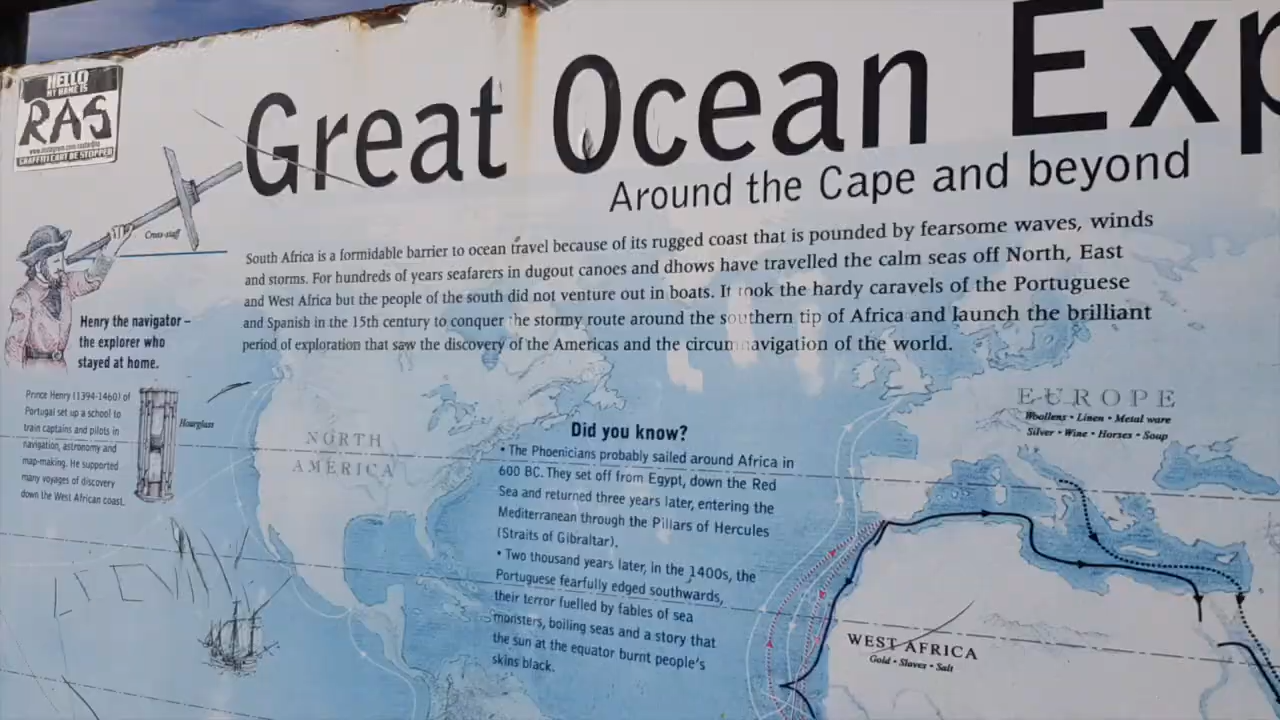 HELLO
MY NAME IS
RAS
GRAFFITI CAN'T BE STOPPED
Great Ocean Exp
Around the Cape and beyond
Cross-staff
South Africa is a formidable barrier to ocean travel because of its rugged coast that is pounded by fearsome waves, winds
and storms. For hundreds of years seafarers in dugout canoes and dhows have travelled the calm seas off North, East
and West Africa but the people of the south did not venture out in boats. It took the hardy caravels of the Portuguese
and Spanish in the 15th century to conquer the stormy route around the southern tip of Africa and launch the brilliant
period of exploration that saw the discovery of the Americas and the circumnavigation of the world.
Henry the navigator –
the explorer who
stayed at home.
Prince Henry (1394-1460) of
Portugal set up a school to
train captains and pilots in
navigation, astronomy and
map-making. He supported
many voyages of discovery
down the West African coast.
Hourglass
NORTH
AMERICA
Did you know?
• The Phoenicians probably sailed around Africa in
600 BC. They set off from Egypt, down the Red
Sea and returned three years later, entering the
Mediterranean through the Pillars of Hercules
(Straits of Gibraltar).
• Two thousand years later, in the 1400s, the
Portuguese fearfully edged southwards,
their terror fuelled by fables of sea
monsters, boiling seas and a story that
the sun at the equator burnt people's
skins black.
EUROPE
Woollens • Linen • Metal ware
Silver • Wine • Horses • Soap
WEST AFRICA
Gold • Slaves • Salt